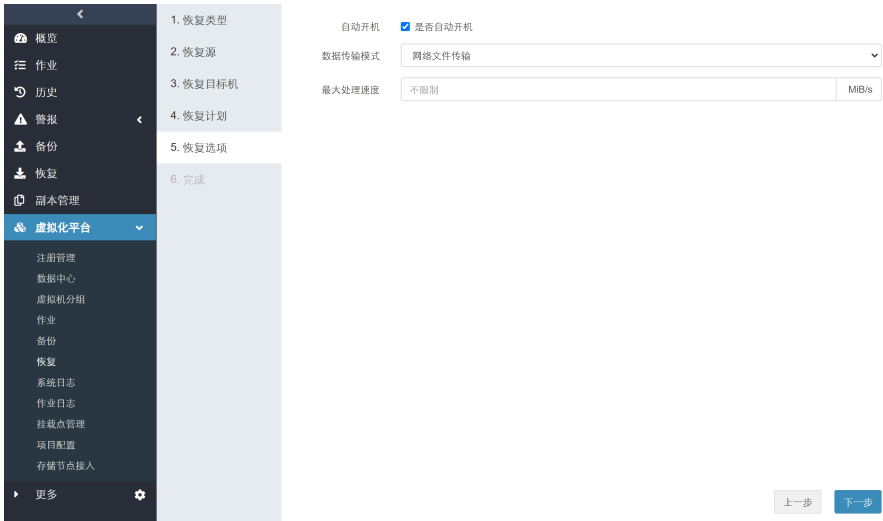 概览
作业
历史
警报
备份
恢复
副本管理
虚拟化平台
注册管理
数据中心
虚拟机分组
作业
备份
恢复
系统日志
作业日志
挂载点管理
项目配置
存储节点接入
更多
1. 恢复类型
2. 恢复源
3. 恢复目标机
4. 恢复计划
5. 恢复选项
6. 完成
自动开机 是否自动开机
数据传输模式 网络文件传输
最大处理速度 不限制 MiB/s
上一步 下一步